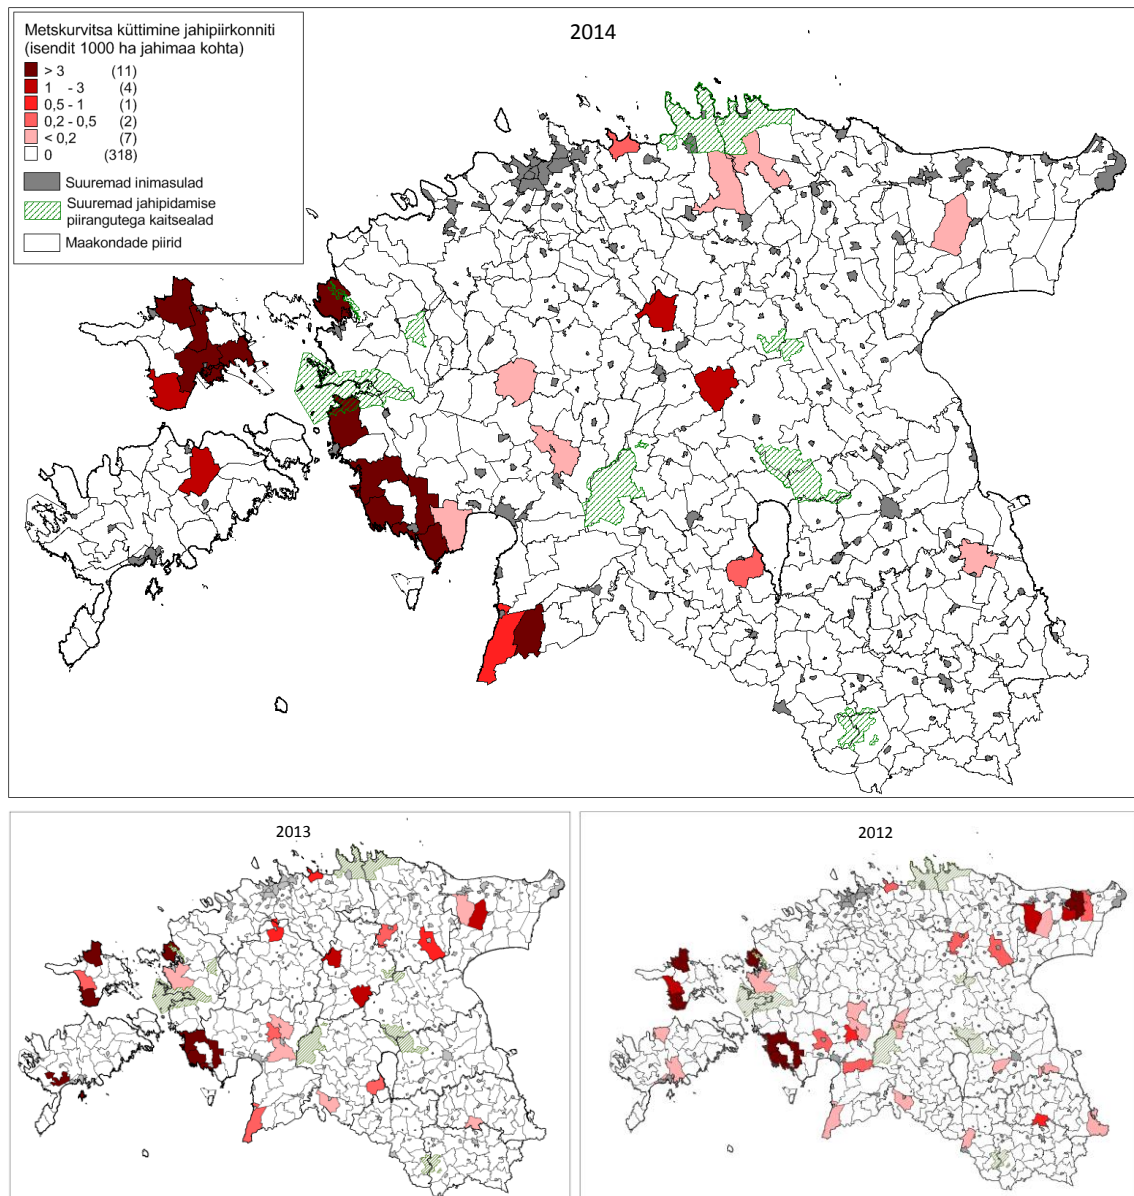 Metskurvitsa küttimine jahipiirkonniti
(isendit 1000 ha jahimaa kohta)
> 3 (11)
1 - 3 (4)
0,5 - 1 (1)
0,2 - 0,5 (2)
< 0,2 (7)
0 (318)
Suuremad inimasulad
Suuremad jahipidamise
piirangutega kaitsealad
Maakondade piirid
2014
2013
2012